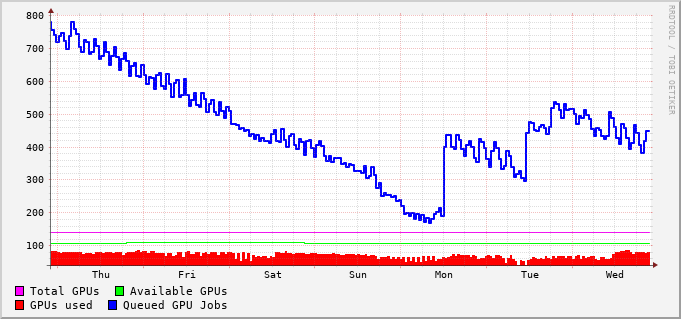 800
700
600
500
400
300
200
100
Thu Fri Sat Sun Mon Tue Wed
Total GPUs Available GPUs
GPUs used Queued GPU Jobs
RRDTOOL / TOBI OETIKER